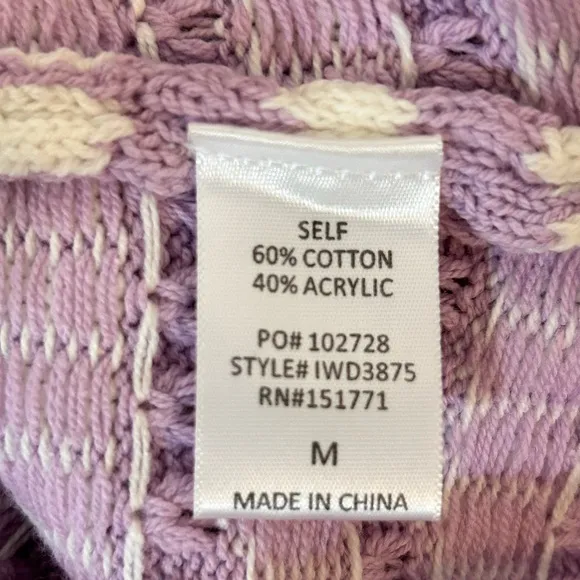 SELF
60% COTTON
40% ACRYLIC
PO# 102728
STYLE# IWD3875
RN#151771
M
MADE IN CHINA